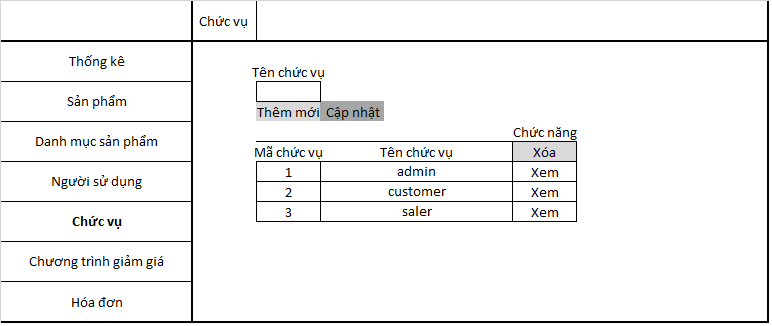 Chức vụ
Thống kê
Sản phẩm
Danh mục sản phẩm
Người sử dụng
Chức vụ
Chương trình giảm giá
Hóa đơn
Tên chức vụ
Thêm mới Cập nhật
Chức năng
Mã chức vụ Tên chức vụ Xóa
1 admin Xem
2 customer Xem
3 saler Xem